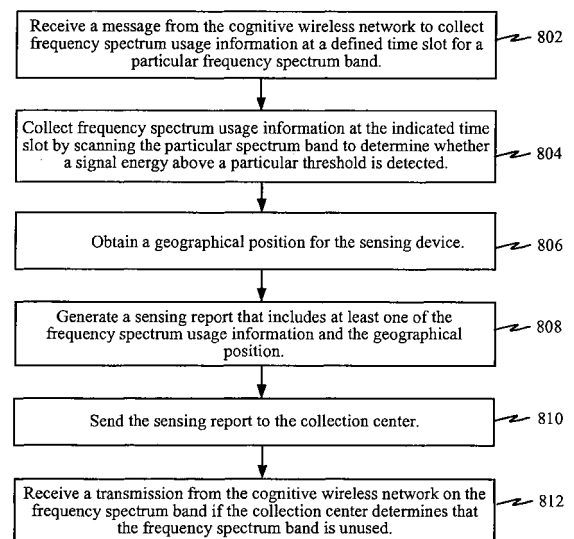 Receive a message from the cognitive wireless network to collect
frequency spectrum usage information at a defined time slot for a
particular frequency spectrum band.
802
Collect frequency spectrum usage information at the indicated time
slot by scanning the particular spectrum band to determine whether
a signal energy above a particular threshold is detected.
804
Obtain a geographical position for the sensing device.
806
Generate a sensing report that includes at least one of the
frequency spectrum usage information and the geographical
position.
808
Send the sensing report to the collection center.
810
Receive a transmission from the cognitive wireless network on the
frequency spectrum band if the collection center determines that
the frequency spectrum band is unused.
812